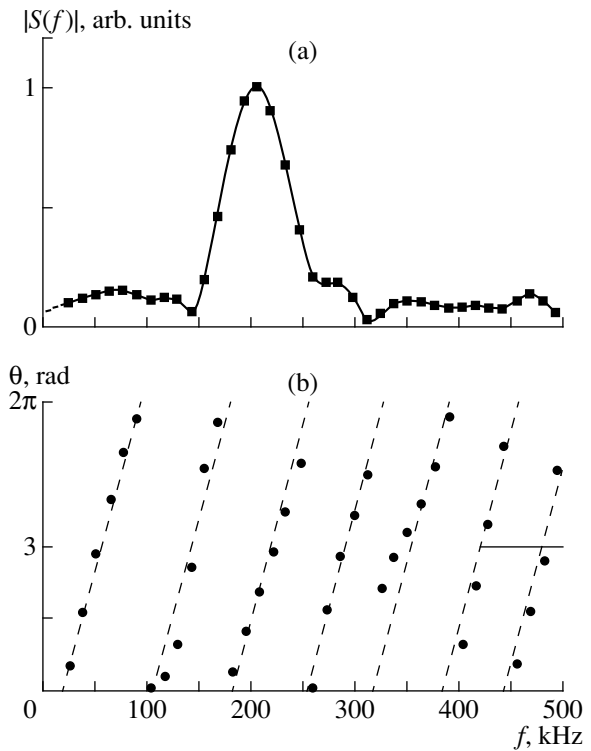 |S(f)|, arb. units
(a)
1
0
θ, rad
(b)
2π
3
0 100 200 300 400 500
f, kHz